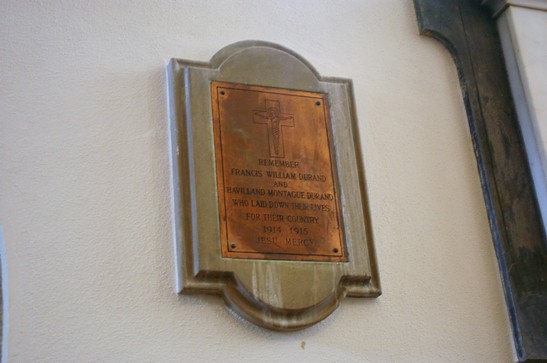 REMEMBER
FRANCIS WILLIAM DURAND
AND
HAVILLAND MONTAGUE DURAND
WHO LAID DOWN THEIR LIVES
FOR THEIR COUNTRY
1914 1918
JESU MERCY